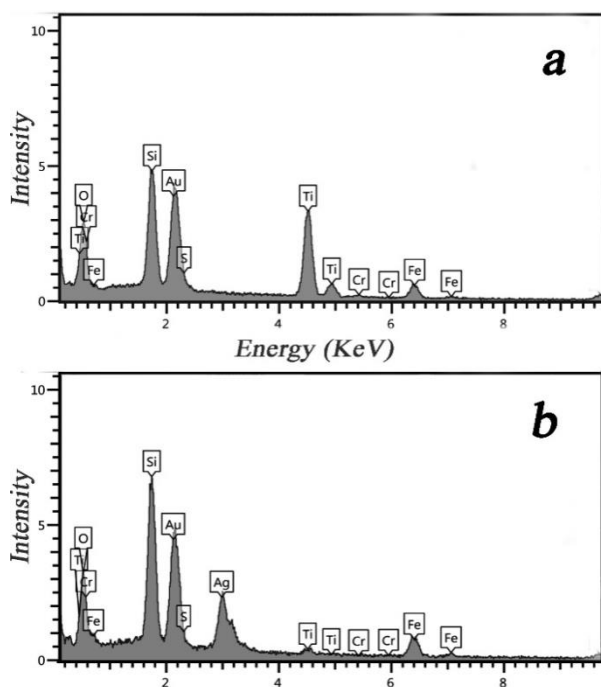 a
10
Intensity
Si
Au
O
Cr
Ti
Ti
S
Fe
5
Ti
Cr
Cr
Fe
Fe
0
2
4
6
8
Energy (KeV)
b
10
Intensity
Si
Au
O
Ti
Cr
Ag
S
Fe
5
Ti
Ti
Cr
Cr
Fe
Fe
0
2
4
6
8